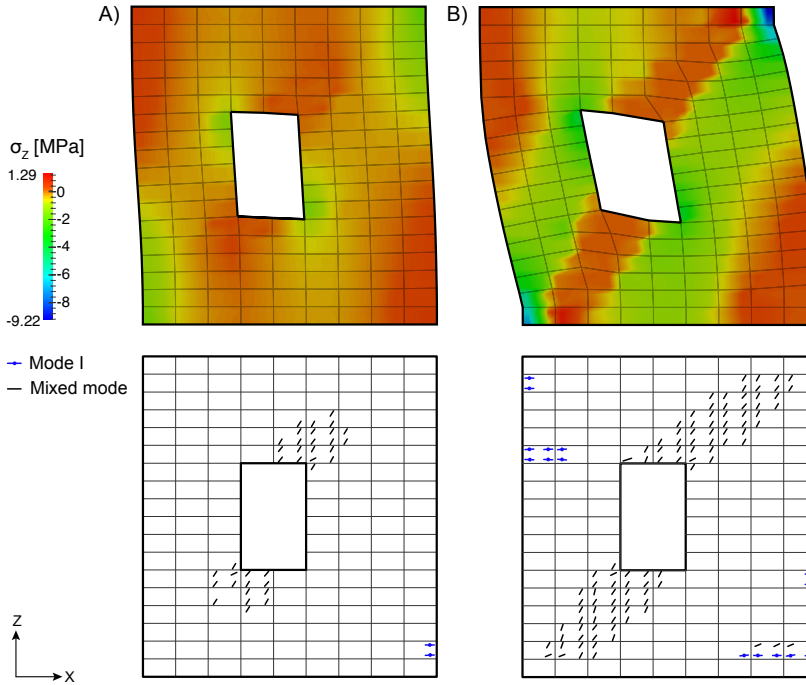 A)
B)
σZ [MPa]
1.29
0
-2
-4
-6
-8
-9.22
Mode I
Mixed mode
Z
X